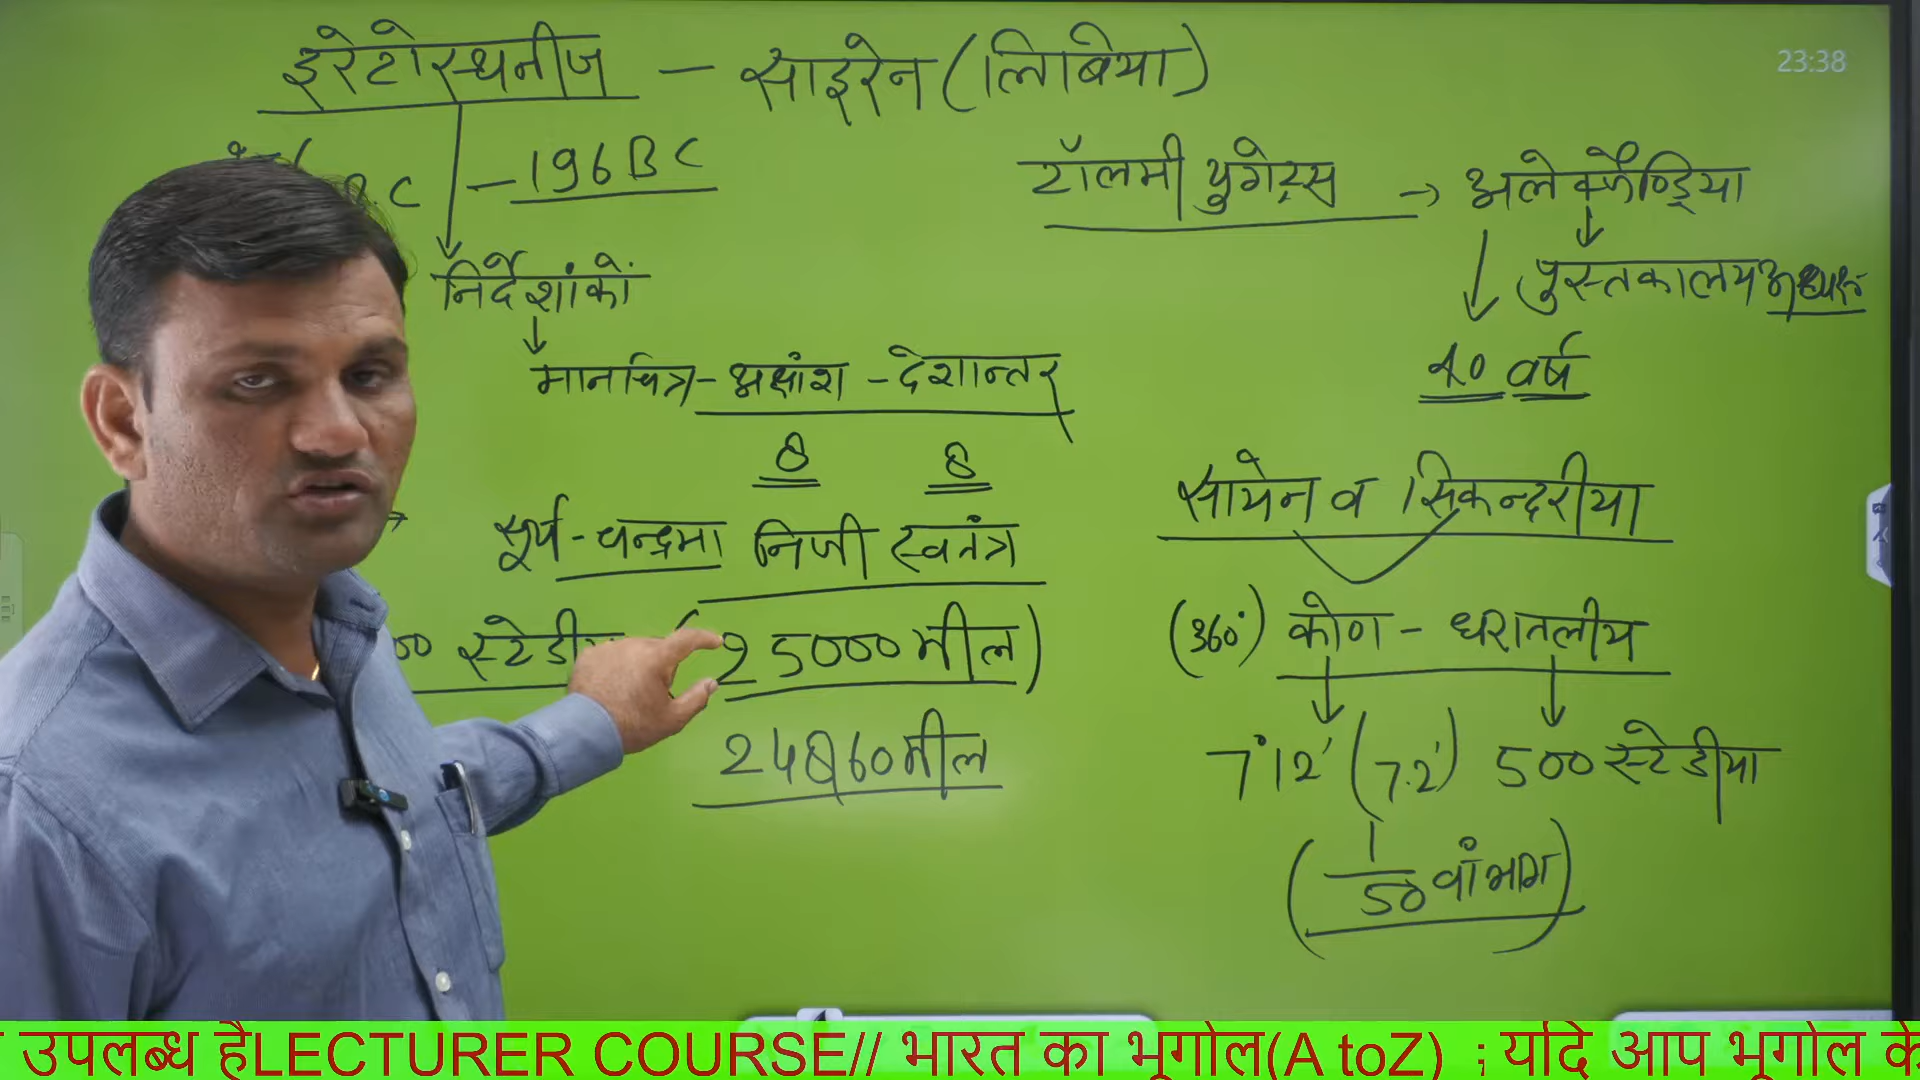 इरेटोस्थनीज – साइरेन (लिबिया)
23:38
B.C – 196 BC
टॉलमी युगेट्स → अलेक्जैण्ड्रिया
निर्देशांकों
पुस्तकालय
मानचित्र - अक्षांश - देशान्तर
40 वर्ष
8 8
सायेन व सिकन्दरीया
सूर्य - चन्द्रमा निजी स्वतंत्र
(360°) कोण - धरातलीय
00 (25000 मील)
7°12' (7.2') 500 स्टेडीया
24860 मील
(1/50 वां भाग)
उपलब्ध हैLECTURER COURSE// भारत का भूगोल(A toZ) ; यदि आप भूगोल के